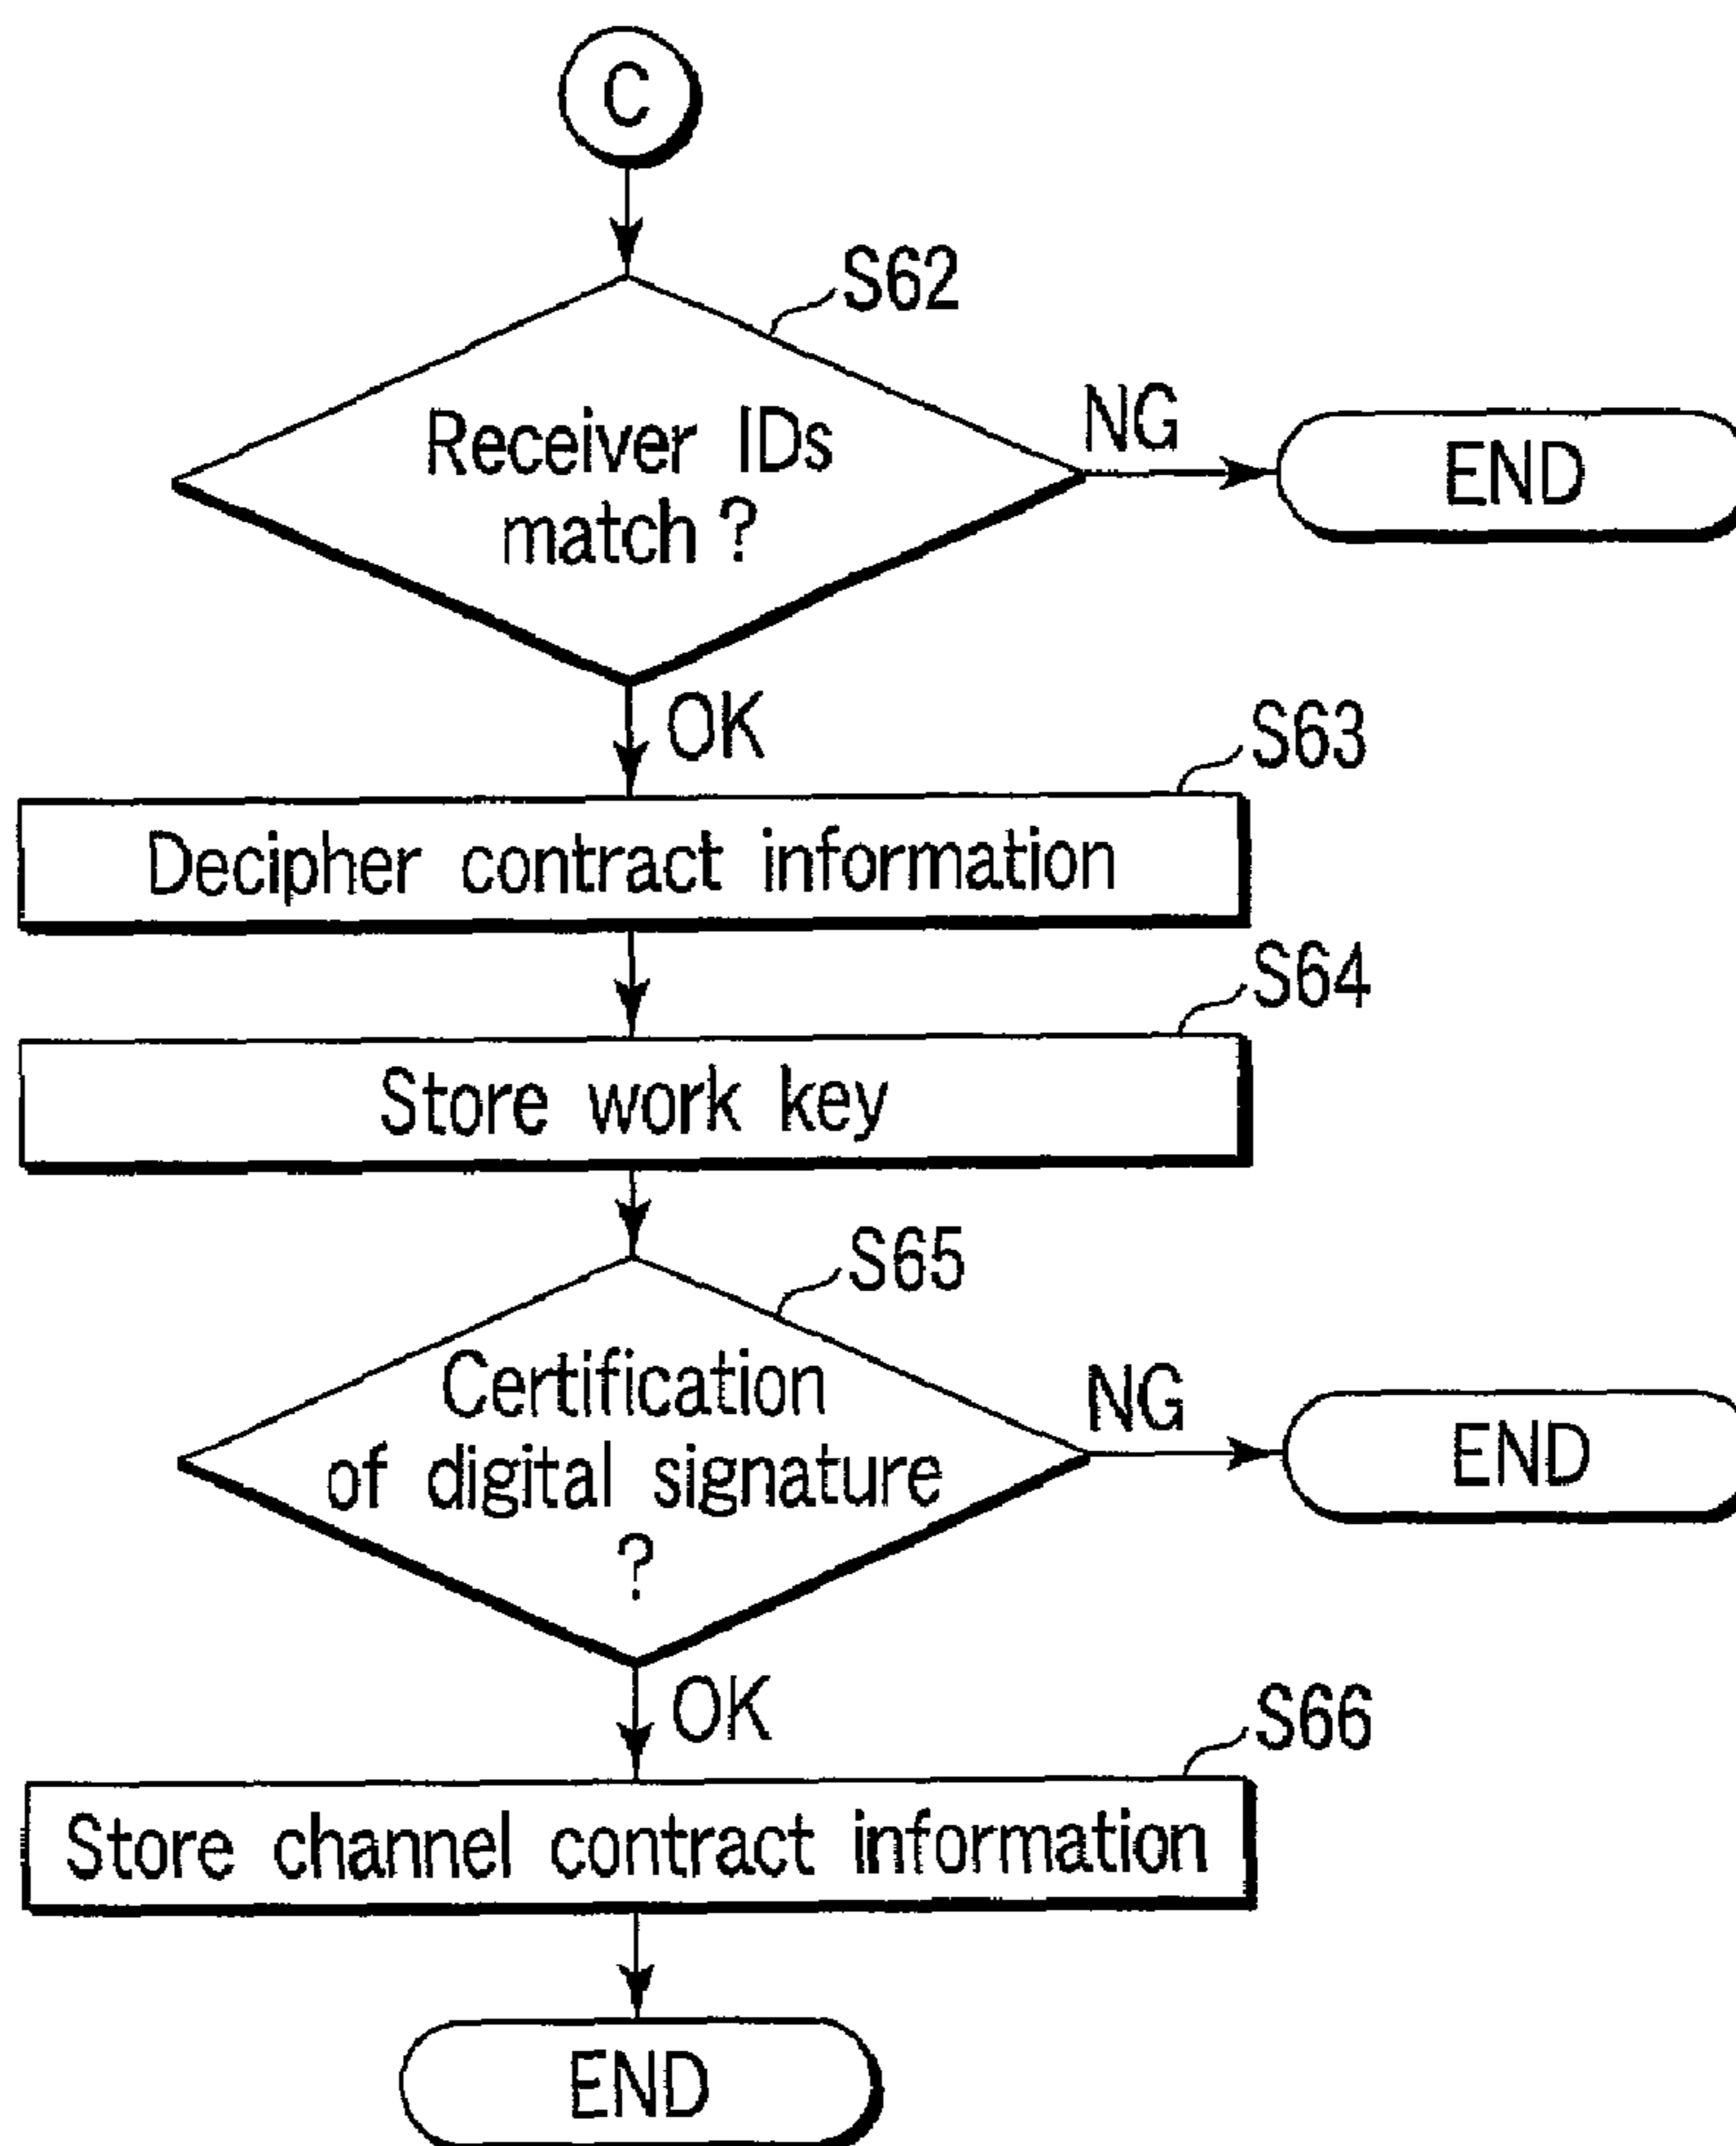 C
S62
Receiver IDs
match ?
NG
END
OK
S63
Decipher contract information
S64
Store work key
S65
Certification
of digital signature
?
NG
END
OK
S66
Store channel contract information
END